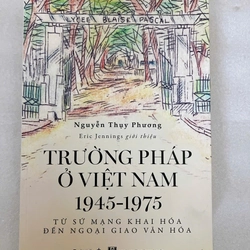 LYCEE BLAISE PASCAL
Nguyễn Thụy Phương
Eric Jennings giới thiệu
TRƯỜNG PHÁP
Ở VIỆT NAM
1945-1975
TỪ SỨ MẠNG KHAI HÓA
ĐẾN NGOẠI GIAO VĂN HÓA